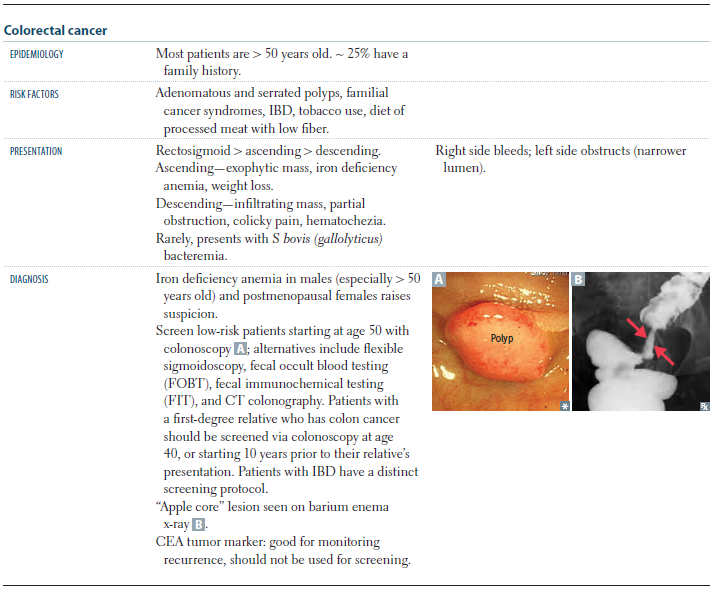 Colorectal cancer
EPIDEMIOLOGY
Most patients are > 50 years old. ~ 25% have a
family history.
RISK FACTORS
Adenomatous and serrated polyps, familial
cancer syndromes, IBD, tobacco use, diet of
processed meat with low fiber.
PRESENTATION
Rectosigmoid > ascending > descending.
Ascending—exophytic mass, iron deficiency
anemia, weight loss.
Descending—infiltrating mass, partial
obstruction, colicky pain, hematochezia.
Rarely, presents with S bovis (gallolyticus)
bacteremia.
Right side bleeds; left side obstructs (narrower
lumen).
DIAGNOSIS
Iron deficiency anemia in males (especially > 50
years old) and postmenopausal females raises
suspicion.
Screen low-risk patients starting at age 50 with
colonoscopy A; alternatives include flexible
sigmoidoscopy, fecal occult blood testing
(FOBT), fecal immunochemical testing
(FIT), and CT colonography. Patients with
a first-degree relative who has colon cancer
should be screened via colonoscopy at age
40, or starting 10 years prior to their relative's
presentation. Patients with IBD have a distinct
screening protocol.
"Apple core" lesion seen on barium enema
x-ray B.
CEA tumor marker: good for monitoring
recurrence, should not be used for screening.
A
Polyp
B